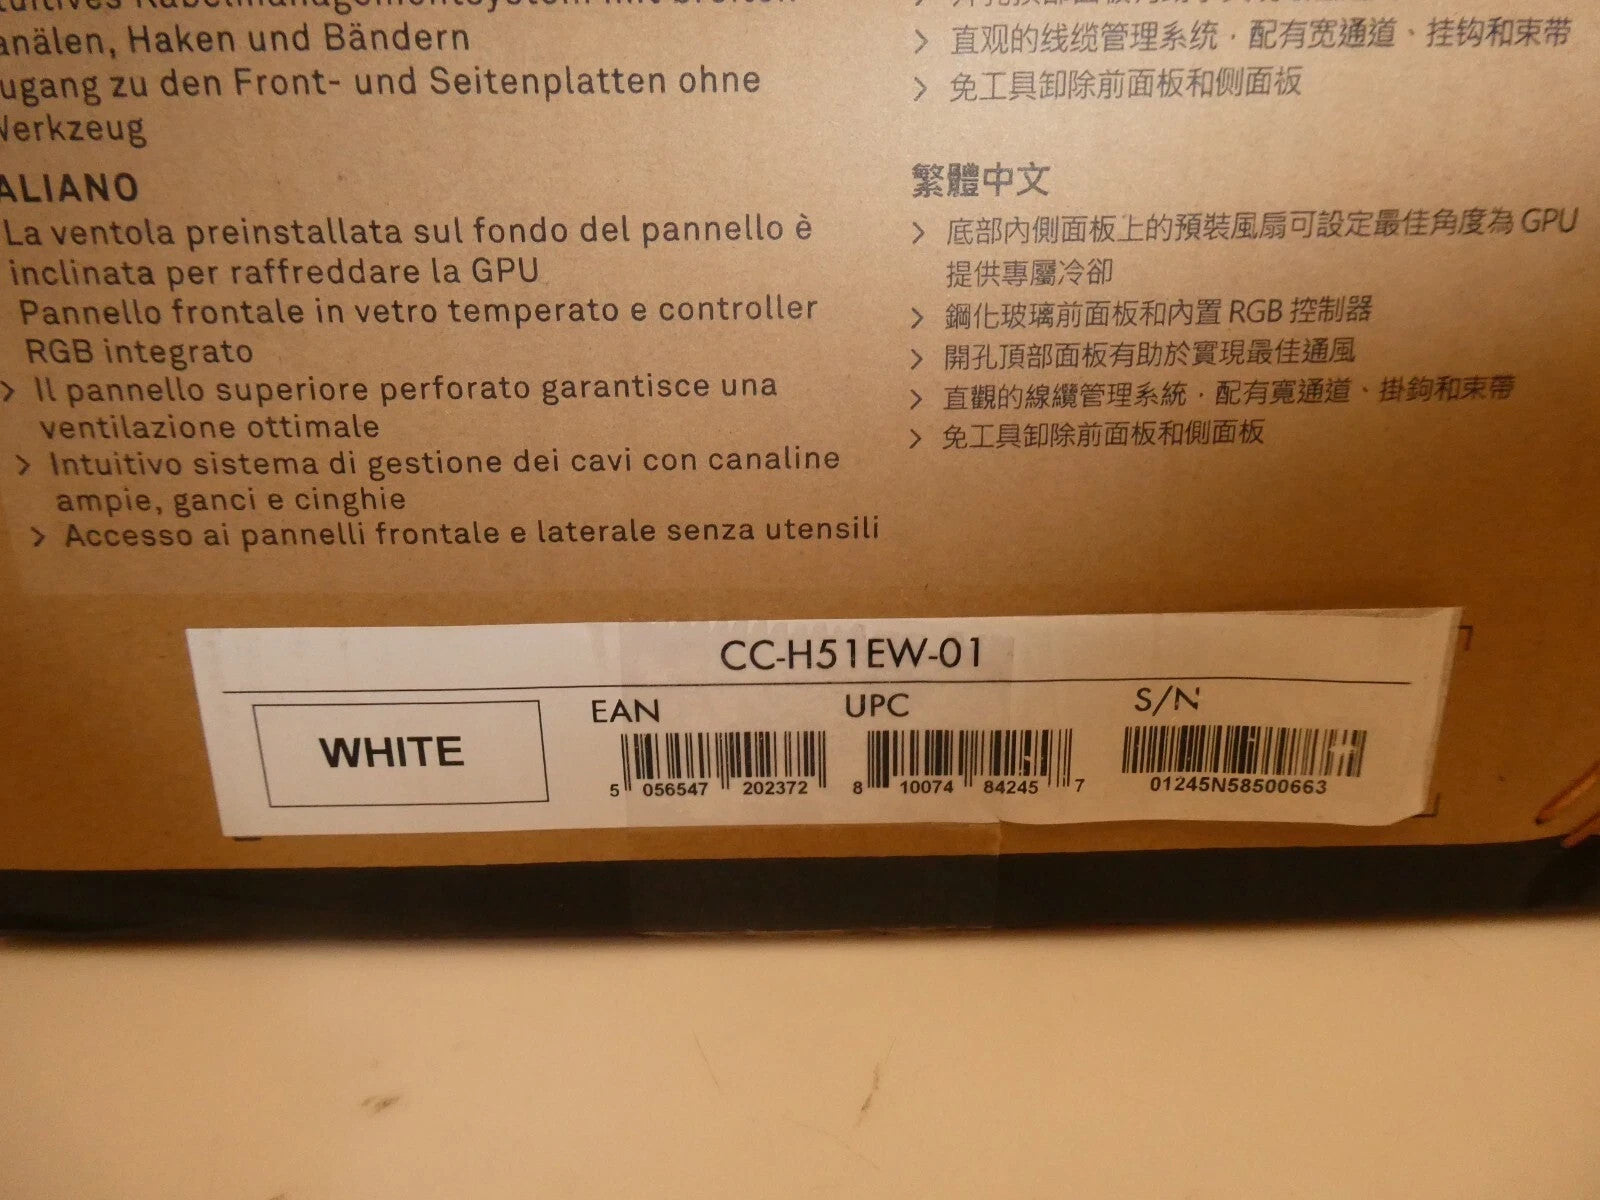 Kabelmanagementsystem mit breiten
Haken und Bändern
zu den Front- und Seitenplatten ohne
La ventola preinstallata sul fondo del pannello è
inclinata per raffreddare la GPU
Pannello frontale in vetro temperato e controller
RGB integrato
> Il pannello superiore perforato garantisce una
ventilazione ottimale
> Intuitivo sistema di gestione dei cavi con canaline
ampie, ganci e cinghie
> Accesso ai pannelli frontale e laterale senza utensili
> 直观的线缆管理系统，配有宽通道、挂钩和束带
> 免工具卸除前面板和侧面板
繁體中文
> 底部內側面板上的預裝風扇可設定最佳角度為 GPU
提供專屬冷卻
> 鋼化玻璃前面板和內置 RGB 控制器
> 開孔頂部面板有助於實現最佳通風
> 直觀的線纜管理系統，配有寬通道、掛鉤和束帶
> 免工具卸除前面板和側面板
CC-H51EW-01
WHITE
EAN
5 056547 202372
UPC
8 10074 84245 7
S/N
01245N58500663